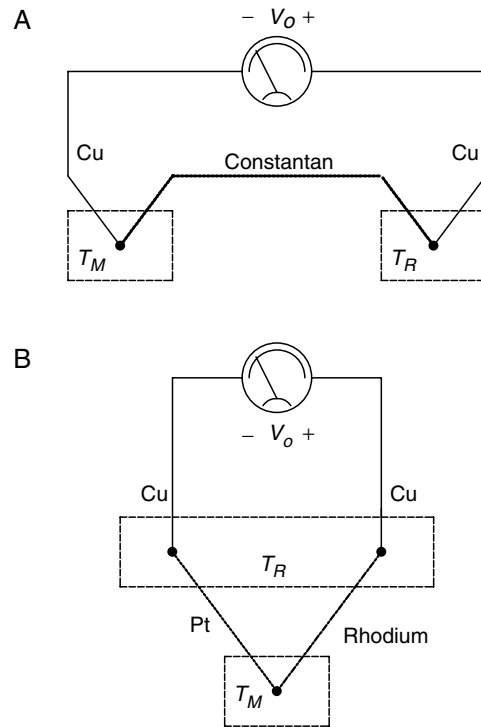 A
− V_O +
Cu
Constantan
Cu
T_M
T_R
B
− V_o +
Cu
Cu
T_R
Pt
Rhodium
T_M